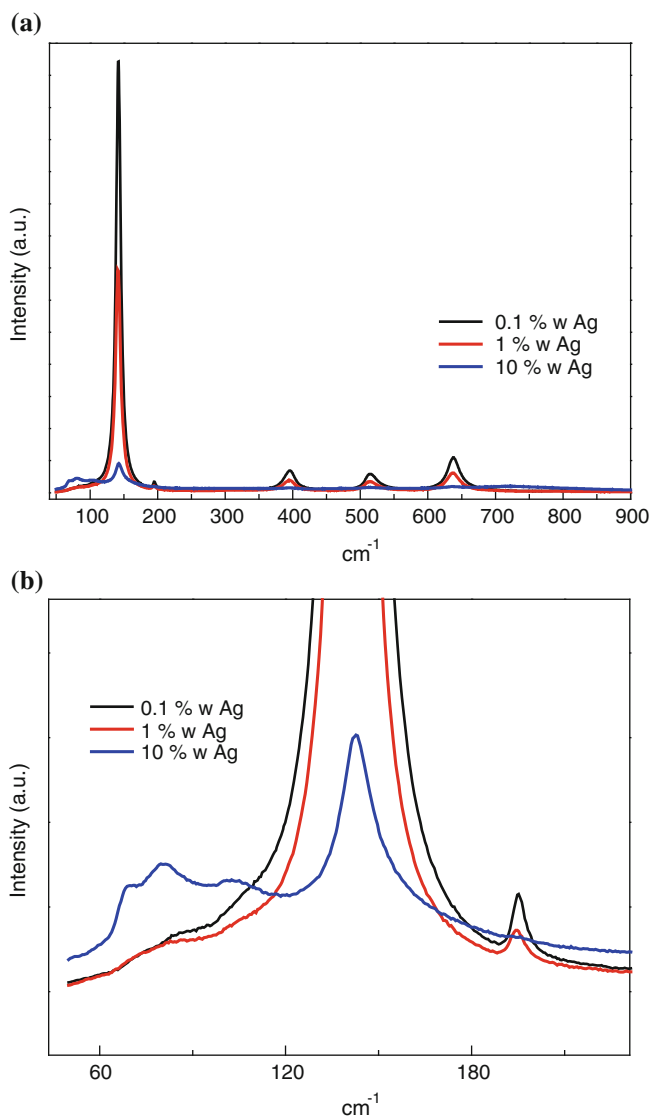 (a)
Intensity (a.u.)
0.1 % w Ag
1 % w Ag
10 % w Ag
100 200 300 400 500 600 700 800 900
cm-1
(b)
Intensity (a.u.)
0.1 % w Ag
1 % w Ag
10 % w Ag
60 120 180
cm-1